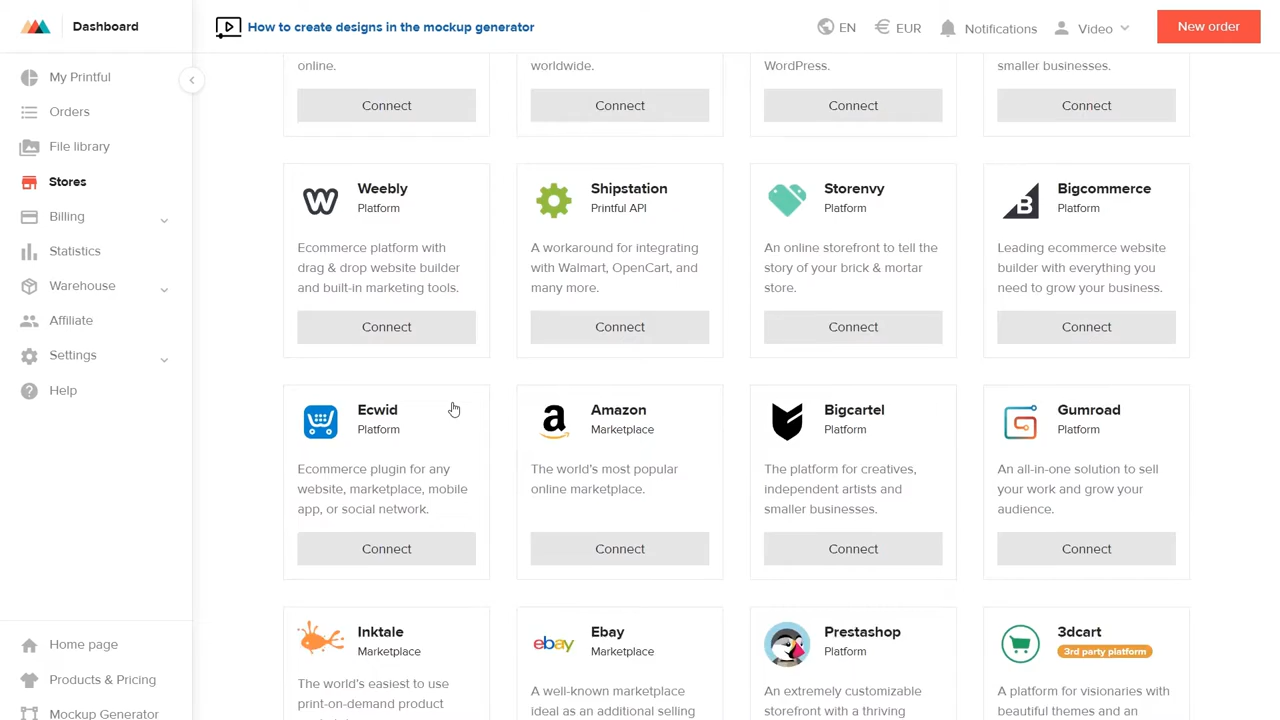 Dashboard
How to create designs in the mockup generator
EN
EUR
Notifications
Video
New order
My Printful
Orders
File library
Stores
Billing
Statistics
Warehouse
Affiliate
Settings
Help
Home page
Products & Pricing
Mockup Generator
online.
Connect
worldwide.
Connect
WordPress.
Connect
smaller businesses.
Connect
Weebly
Platform
Ecommerce platform with
drag & drop website builder
and built-in marketing tools.
Connect
Shipstation
Printful API
A workaround for integrating
with Walmart, OpenCart, and
many more.
Connect
Storenvy
Platform
An online storefront to tell the
story of your brick & mortar
store.
Connect
Bigcommerce
Platform
Leading ecommerce website
builder with everything you
need to grow your business.
Connect
Ecwid
Platform
Ecommerce plugin for any
website, marketplace, mobile
app, or social network.
Connect
Amazon
Marketplace
The world's most popular
online marketplace.
Connect
Bigcartel
Platform
The platform for creatives,
independent artists and
smaller businesses.
Connect
Gumroad
Platform
An all-in-one solution to sell
your work and grow your
audience.
Connect
Inktale
Marketplace
The world's easiest to use
print-on-demand product
ebay
Ebay
Marketplace
A well-known marketplace
ideal as an additional selling
Prestashop
Platform
An extremely customizable
storefront with a thriving
3dcart
3rd party platform
A platform for visionaries with
beautiful themes and an